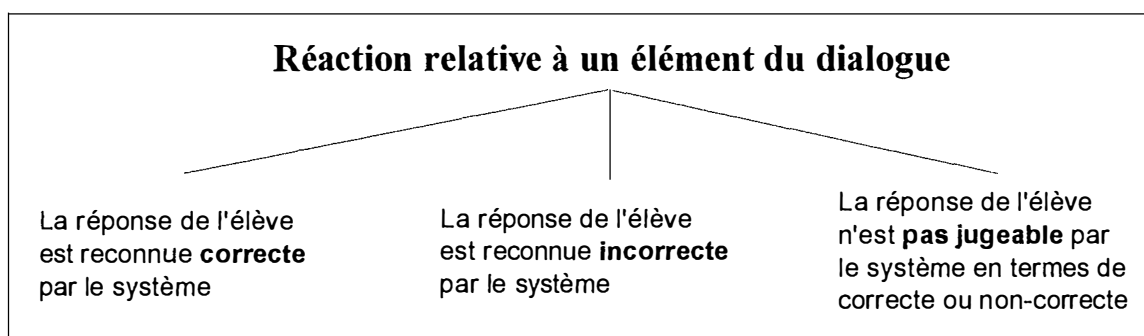 Réaction relative à un élément du dialogue
La réponse de l'élève
est reconnue correcte
par le système
La réponse de l'élève
est reconnue incorrecte
par le système
La réponse de l'élève
n'est pas jugeable par
le système en termes de
correcte ou non-correcte